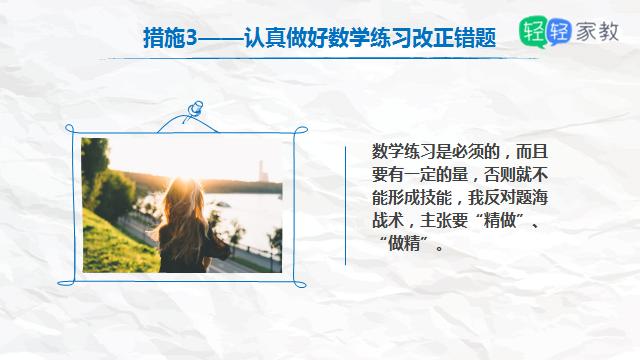 措施3——认真做好数学练习改正错题
轻轻家教
数学练习是必须的，而且
要有一定的量，否则就不
能形成技能，我反对题海
战术，主张要“精做”、
“做精”。